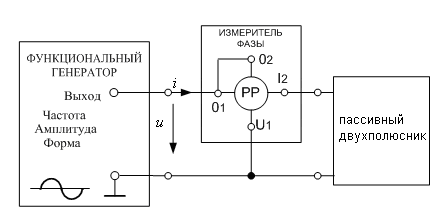 ФУНКЦИОНАЛЬНЫЙ
ГЕНЕРАТОР
Выход
Частота
Амплитуда
Форма
i
u
ИЗМЕРИТЕЛЬ
ФАЗЫ
02
01
PP
I2
U1
пассивный
двухполюсник